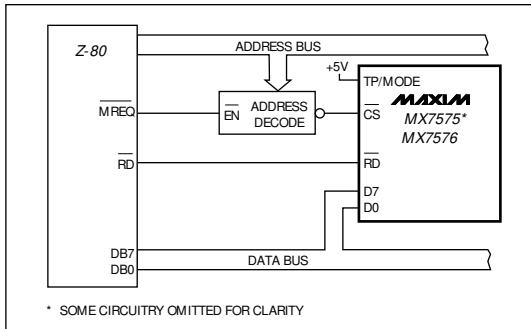 Z-80
ADDRESS BUS
+5V
TP/MODE
MAXIM
MREQ
EN
ADDRESS
DECODE
CS
MX7575*
MX7576
RD
RD
D7
D0
DB7
DB0
DATA BUS
* SOME CIRCUITRY OMITTED FOR CLARITY